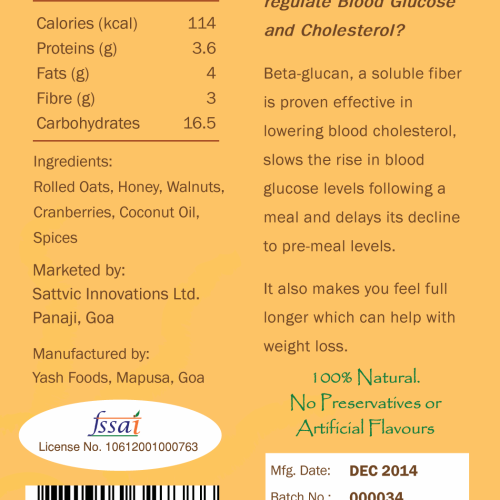 Calories (kcal) 114
Proteins (g) 3.6
Fats (g) 4
Fibre (g) 3
Carbohydrates 16.5
Ingredients:
Rolled Oats, Honey, Walnuts,
Cranberries, Coconut Oil,
Spices
Marketed by:
Sattvic Innovations Ltd.
Panaji, Goa
Manufactured by:
Yash Foods, Mapusa, Goa
fssai
License No. 10612001000763
regulate Blood Glucose
and Cholesterol?
Beta-glucan, a soluble fiber
is proven effective in
lowering blood cholesterol,
slows the rise in blood
glucose levels following a
meal and delays its decline
to pre-meal levels.
It also makes you feel full
longer which can help with
weight loss.
100% Natural.
No Preservatives or
Artificial Flavours
Mfg. Date: DEC 2014
Batch No.: 000034